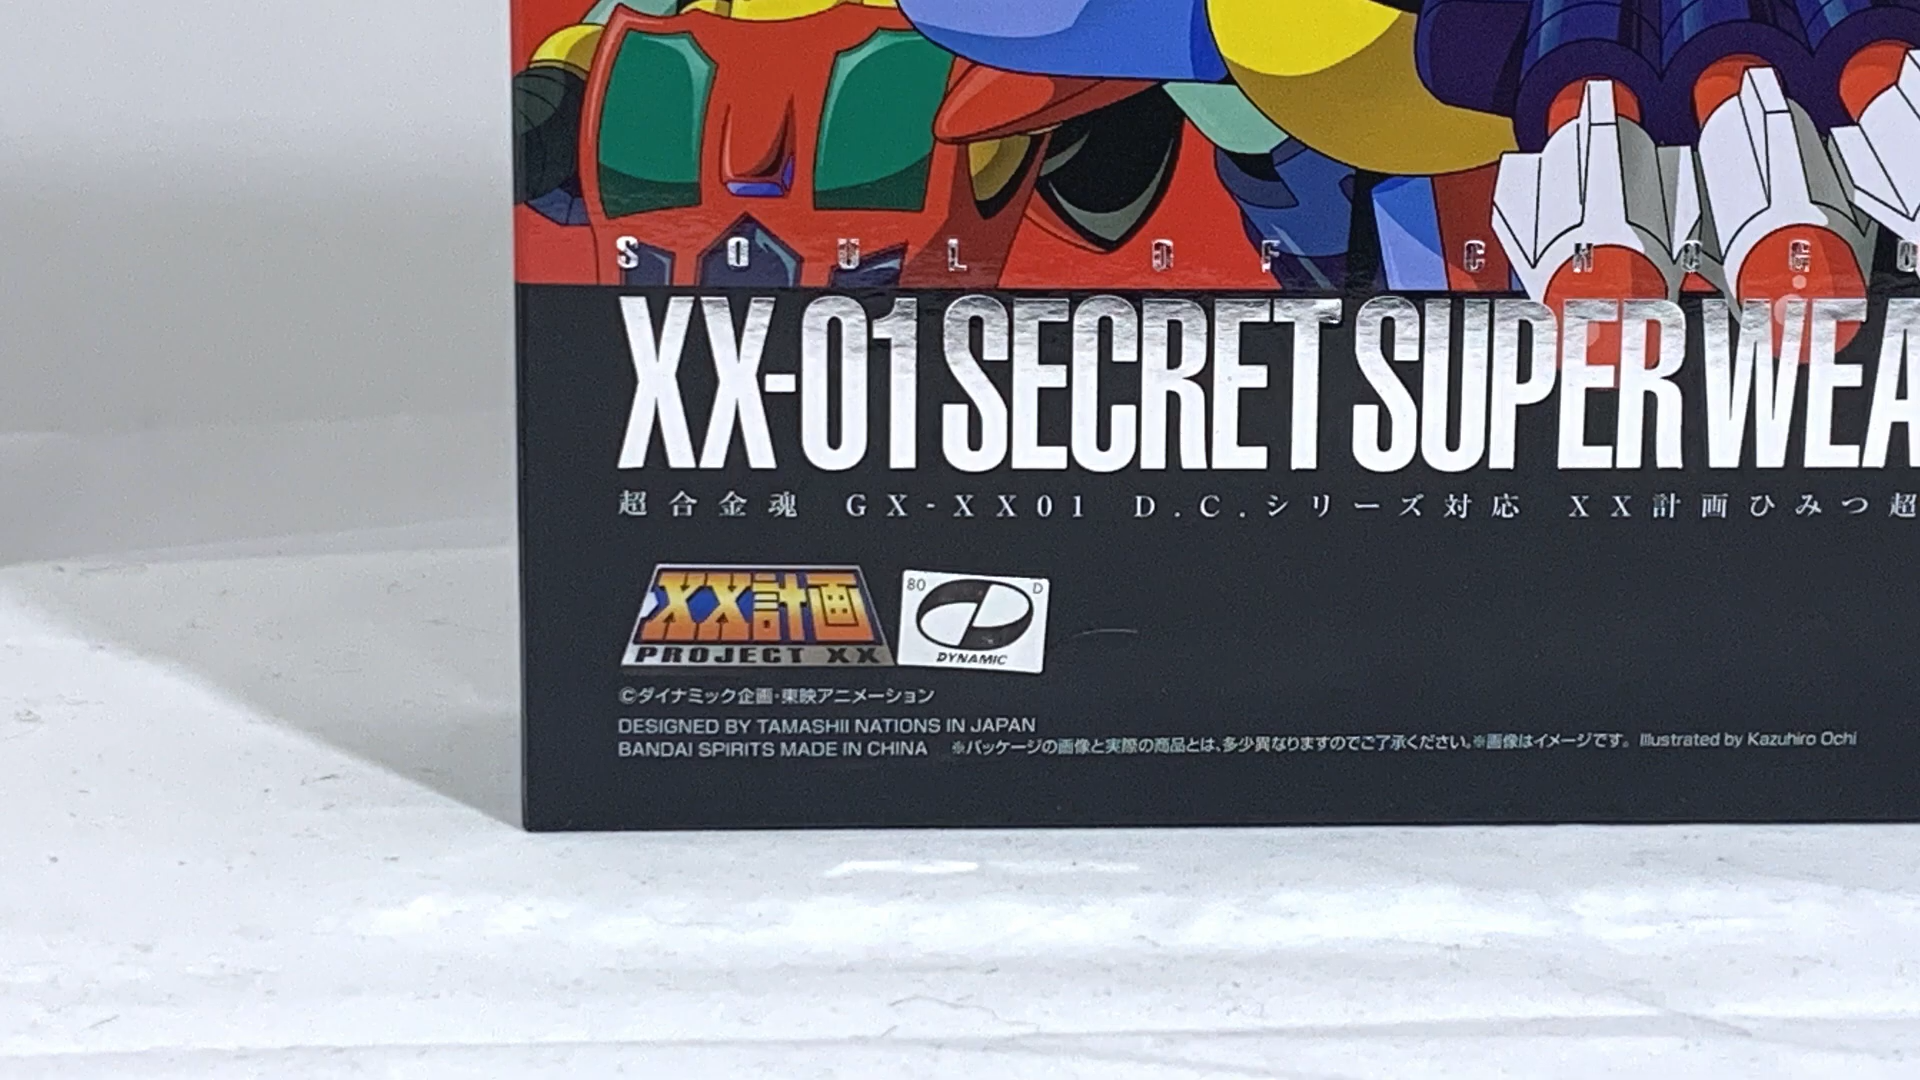 SOUL OF CHOGO
XX-01 SECRET SUPER WEA
超合金魂 GX-XX01 D.C.シリーズ対応 XX計画ひみつ超
XX計画
PROJECT XX
80 D
DYNAMIC
©ダイナミック企画・東映アニメーション
DESIGNED BY TAMASHII NATIONS IN JAPAN
BANDAI SPIRITS MADE IN CHINA ※パッケージの画像と実際の商品とは、多少異なりますのでご了承ください。※画像はイメージです。 Illustrated by Kazuhiro Ochi